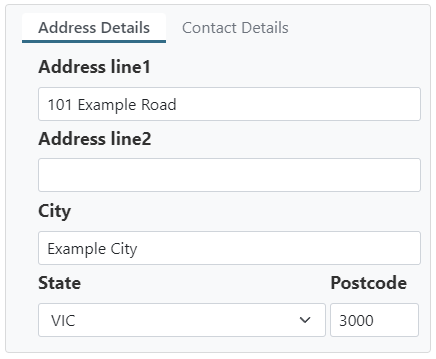 Address Details Contact Details
Address line1
101 Example Road
Address line2
City
Example City
State Postcode
VIC 3000